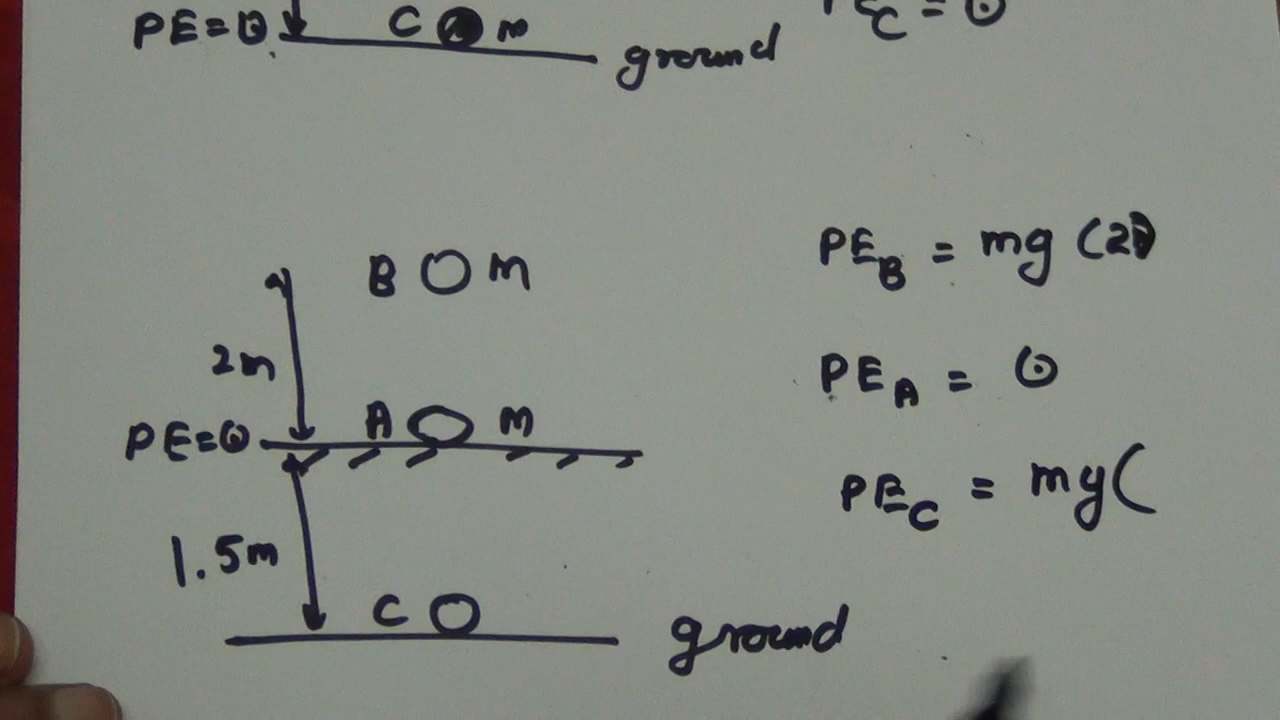 PE=0 C m
ground
PE_C = 0
B m
PE_B = mg (2)
2m
PE_A = 0
PE=0 A m
PE_C = mg(
1.5m
C
ground